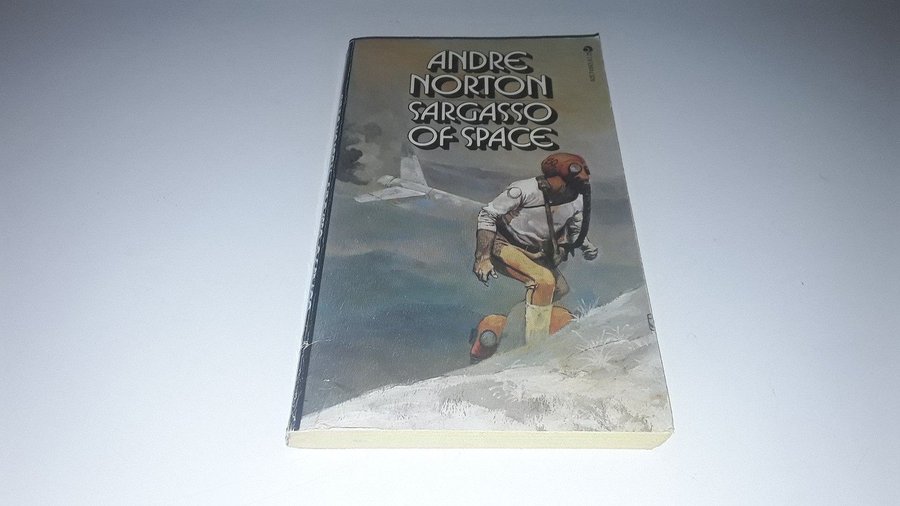 ANDRE
NORTON
SARGASSO
OF SPACE